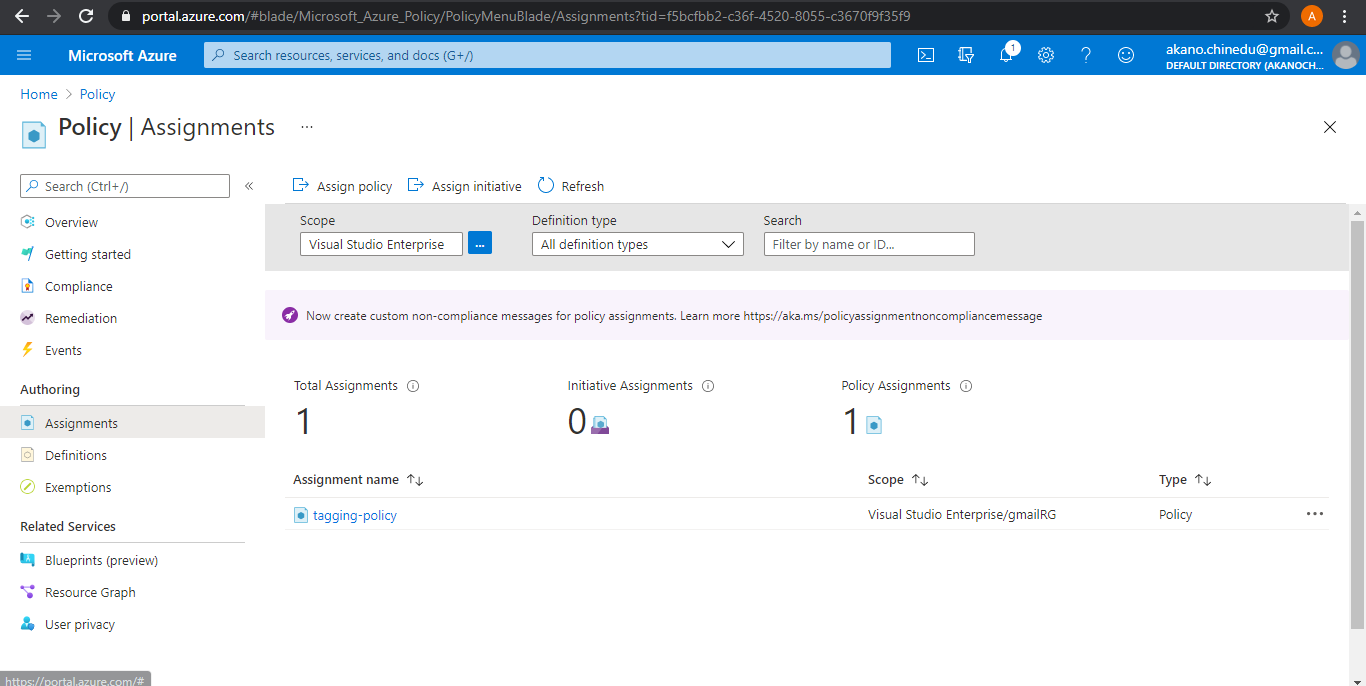 portal.azure.com/#blade/Microsoft_Azure_Policy/PolicyMenuBlade/Assignments?tid=f5bcfbb2-c36f-4520-8055-c3670f9f35f9
A
Microsoft Azure
Search resources, services, and docs (G+/)
1
akano.chinedu@gmail.c...
DEFAULT DIRECTORY (AKANOCH...
Home > Policy
Policy | Assignments ...
Search (Ctrl+/)
«
Overview
Getting started
Compliance
Remediation
Events
Authoring
Assignments
Definitions
Exemptions
Related Services
Blueprints (preview)
Resource Graph
User privacy
https://portal.azure.com/#
Assign policy Assign initiative Refresh
Scope Definition type Search
Visual Studio Enterprise ... All definition types Filter by name or ID...
Now create custom non-compliance messages for policy assignments. Learn more https://aka.ms/policyassignmentnoncompliancemessage
Total Assignments Initiative Assignments Policy Assignments
1 0 1
Assignment name ↑↓ Scope ↑↓ Type ↑↓
tagging-policy Visual Studio Enterprise/gmailRG Policy ...